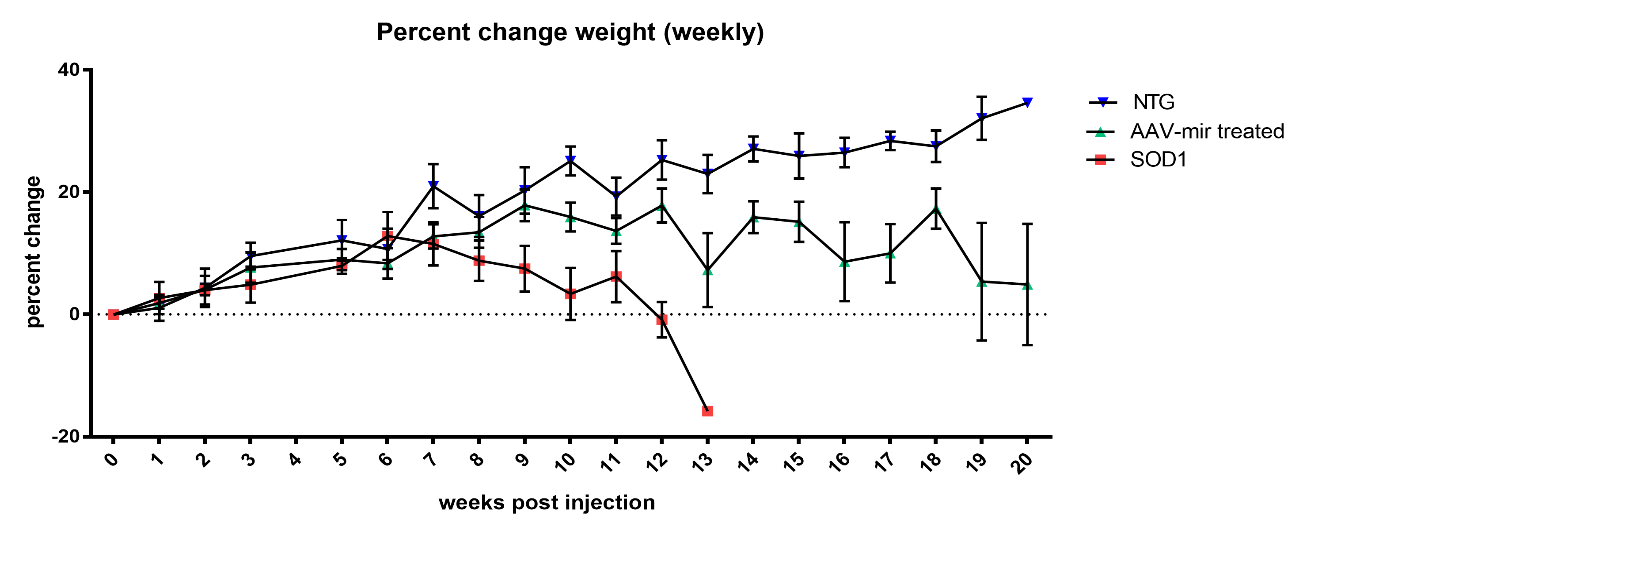 Percent change weight (weekly)
40
20
0
-20
percent change
0 1 2 3 4 5 6 7 8 9 10 11 12 13 14 15 16 17 18 19 20
weeks post injection
NTG
AAV-mir treated
SOD1